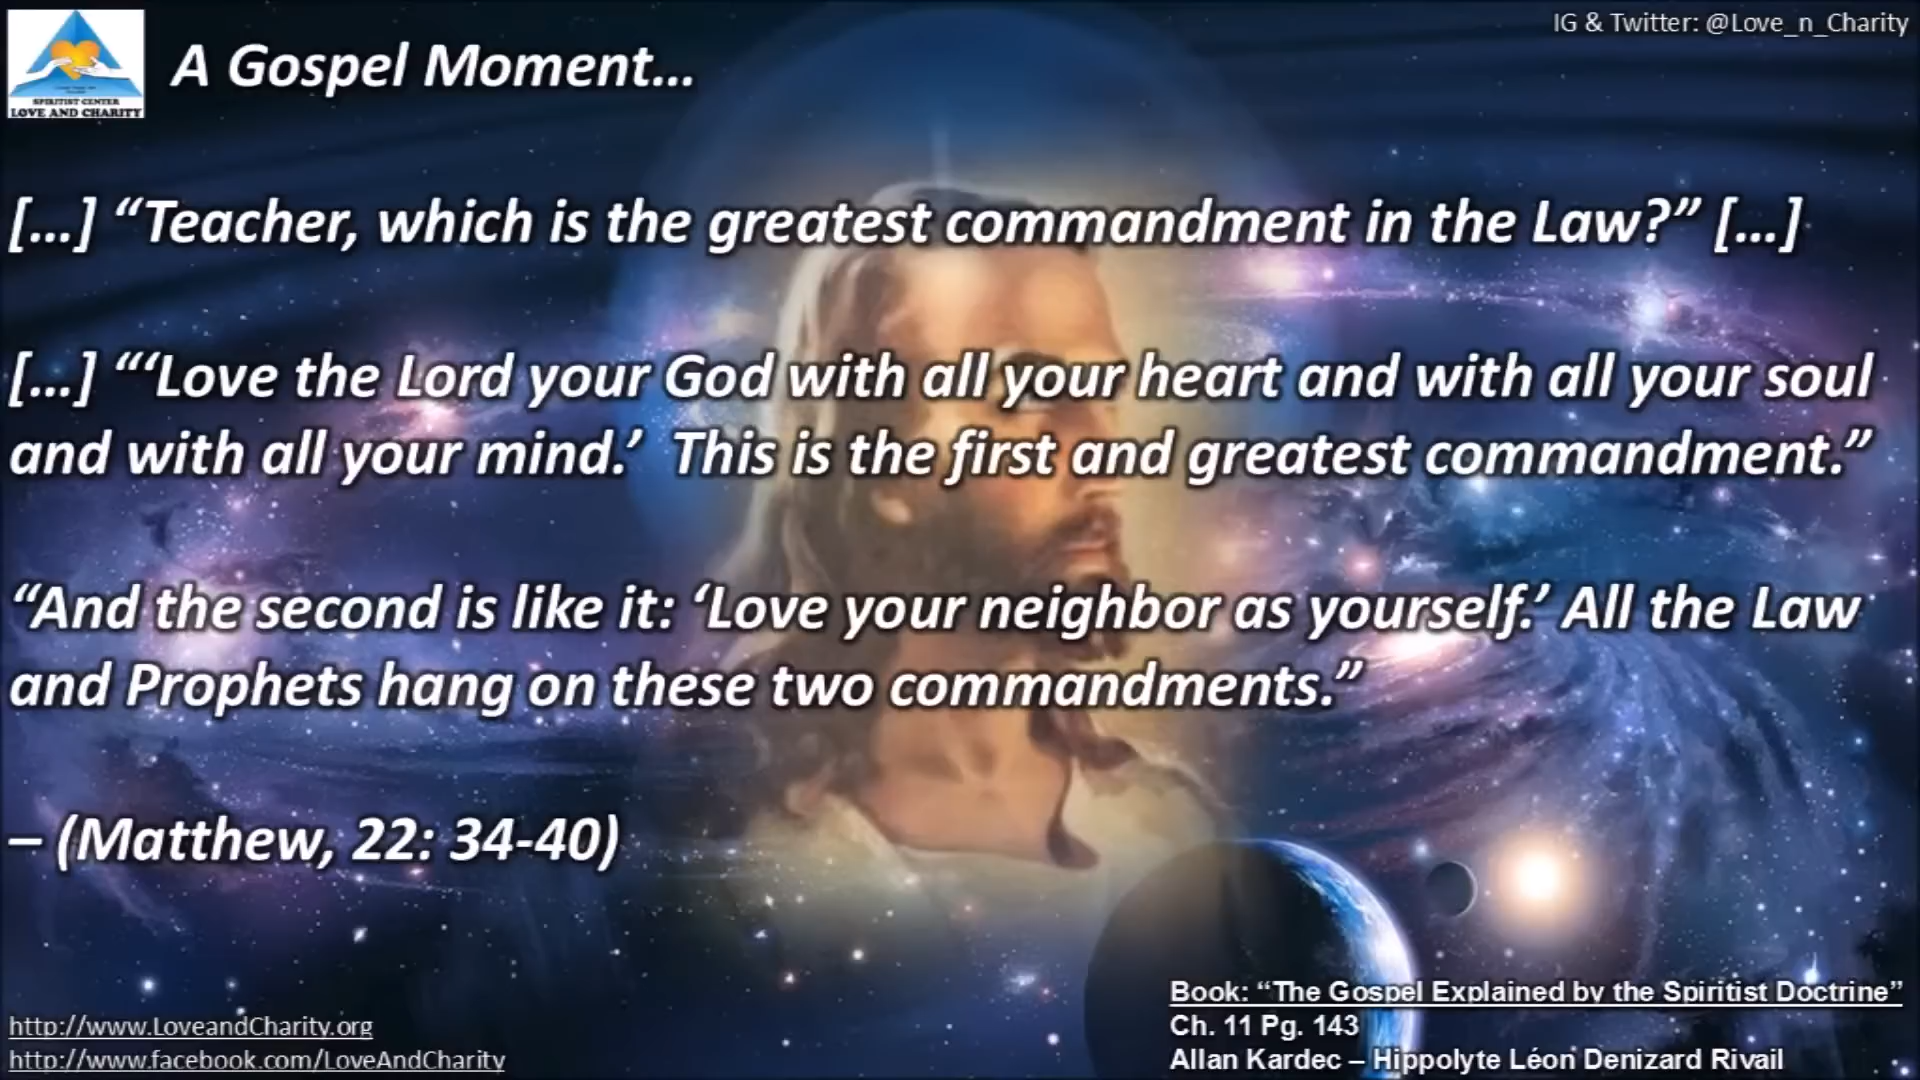 IG & Twitter: @Love_n_Charity
A Gospel Moment...
SPIRITIST CENTER
LOVE AND CHARITY
[...] “Teacher, which is the greatest commandment in the Law?” [...]
[...] “‘Love the Lord your God with all your heart and with all your soul
and with all your mind.’ This is the first and greatest commandment.”
“And the second is like it: ‘Love your neighbor as yourself.’ All the Law
and Prophets hang on these two commandments.”
– (Matthew, 22: 34-40)
Book: “The Gospel Explained by the Spiritist Doctrine”
Ch. 11 Pg. 143
Allan Kardec – Hippolyte Léon Denizard Rivail
http://www.LoveandCharity.org
http://www.facebook.com/LoveAndCharity